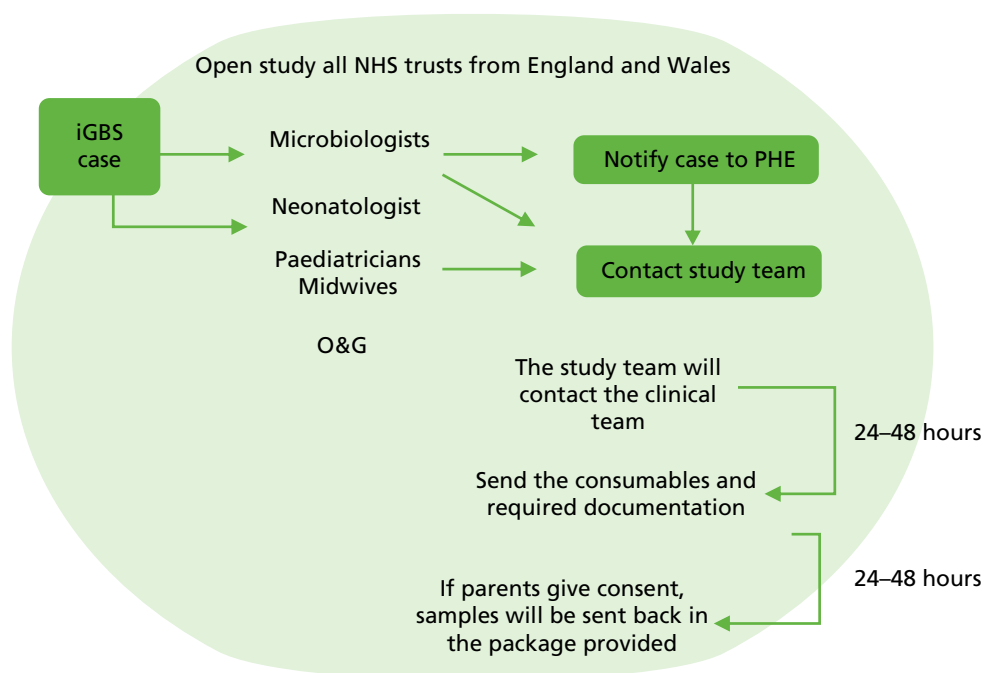 Open study all NHS trusts from England and Wales
iGBS
case
Microbiologists
Notify case to PHE
Neonatologist
Paediatricians
Midwives
Contact study team
O&G
The study team will
contact the clinical
team
24–48 hours
Send the consumables and
required documentation
24–48 hours
If parents give consent,
samples will be sent back in
the package provided